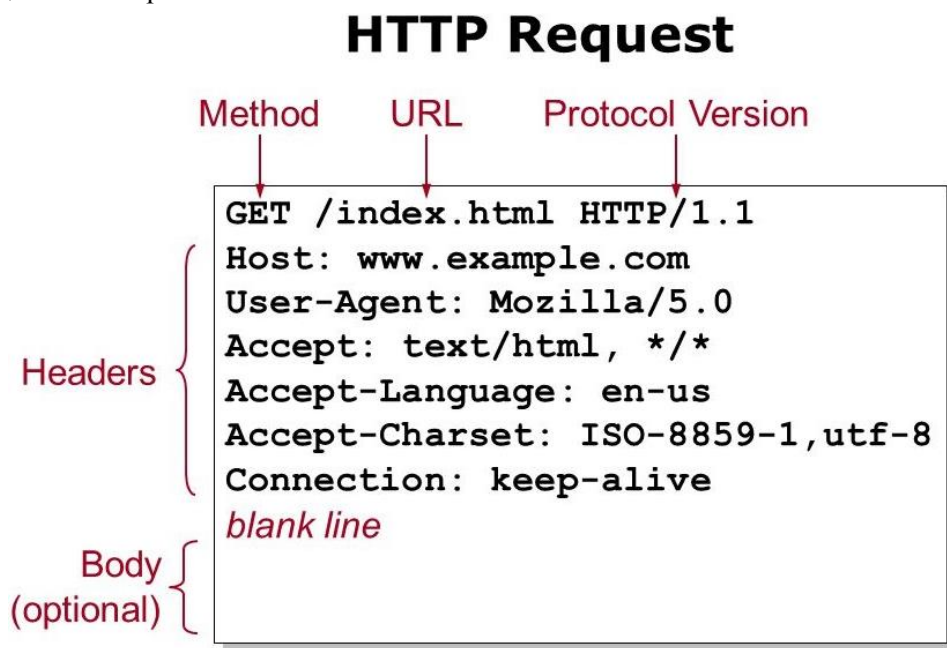 HTTP Request
Method URL Protocol Version
GET /index.html HTTP/1.1
Host: www.example.com
User-Agent: Mozilla/5.0
Accept: text/html, */*
Headers
Accept-Language: en-us
Accept-Charset: ISO-8859-1,utf-8
Connection: keep-alive
blank line
Body
(optional)